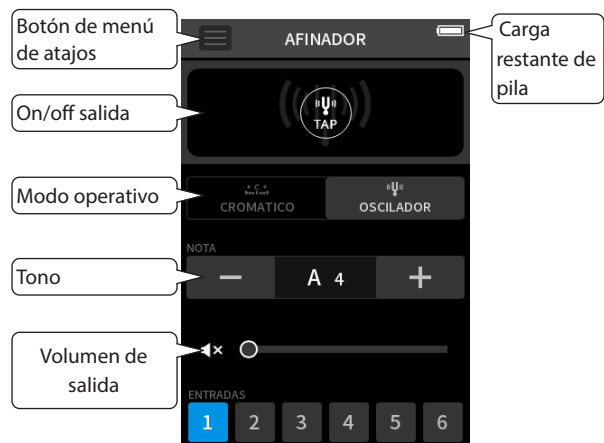 Botón de menú
de atajos
AFINADOR
Carga
restante de
pila
On/off salida
TAP
Modo operativo
C
CROMATICO
OSCILADOR
NOTA
Tono
− A 4 +
Volumen de
salida
ENTRADAS
1 2 3 4 5 6